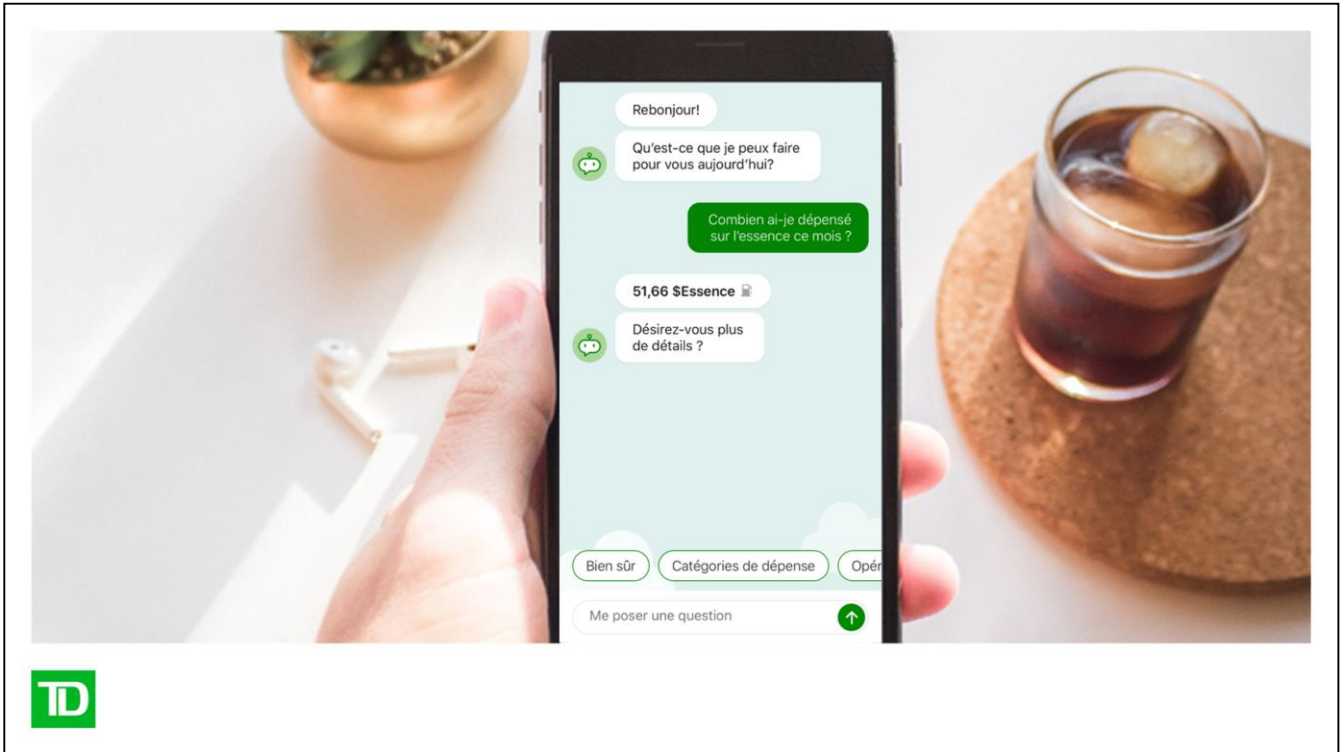 Rebonjour!
Qu'est-ce que je peux faire
pour vous aujourd'hui?
Combien ai-je dépensé
sur l'essence ce mois ?
51,66 $Essence
Désirez-vous plus
de détails ?
Bien sûr
Catégories de dépense
Opér
Me poser une question
TD